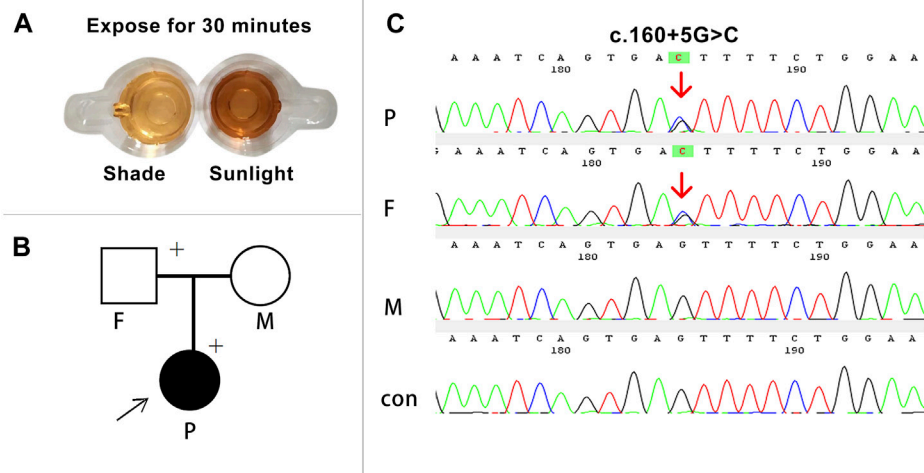 A
Expose for 30 minutes
Shade Sunlight
B
+
F M
+
P
C
c.160+5G>C
A A A T C A G T G A C T T T T C T G G A A
180 190
P
G A A A T C A G T G A C T T T T C T G G A A
180 190
F
A A A T C A G T G A G T T T T C T G G A A
180 190
M
A A A T C A G T G A G T T T T C T G G A A
180 190
con